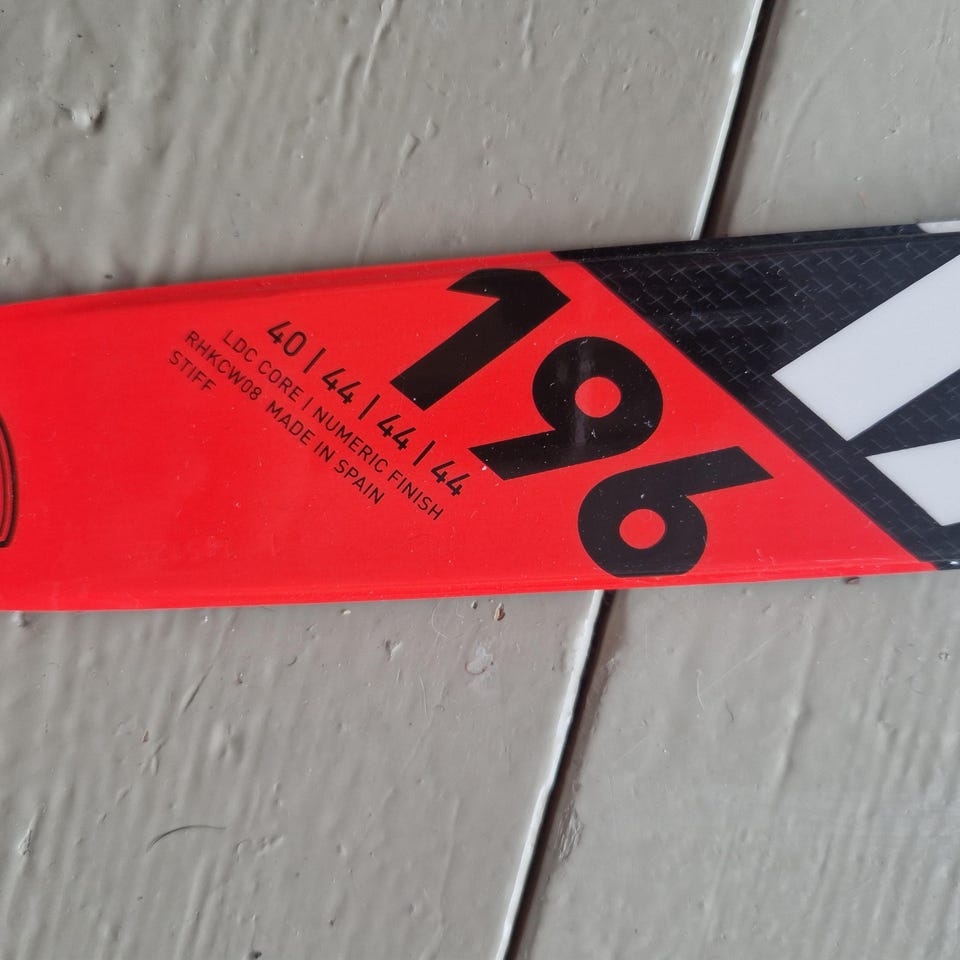 196
40 | 44 | 44 | 44
LDC CORE | NUMERIC FINISH
RHKCW08 MADE IN SPAIN
STIFF